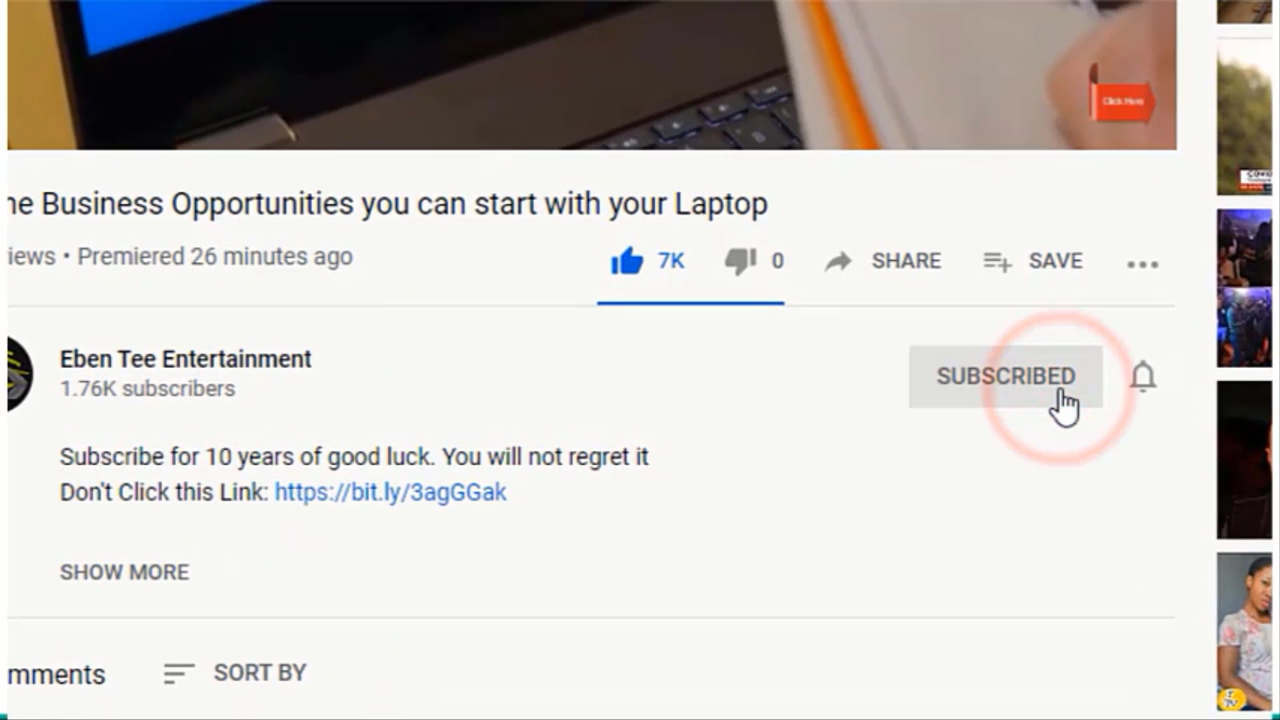 Click Here
ne Business Opportunities you can start with your Laptop
iews • Premiered 26 minutes ago
7K 0 SHARE SAVE
Eben Tee Entertainment
1.76K subscribers
SUBSCRIBED
Subscribe for 10 years of good luck. You will not regret it
Don't Click this Link: https://bit.ly/3agGGak
SHOW MORE
mments SORT BY